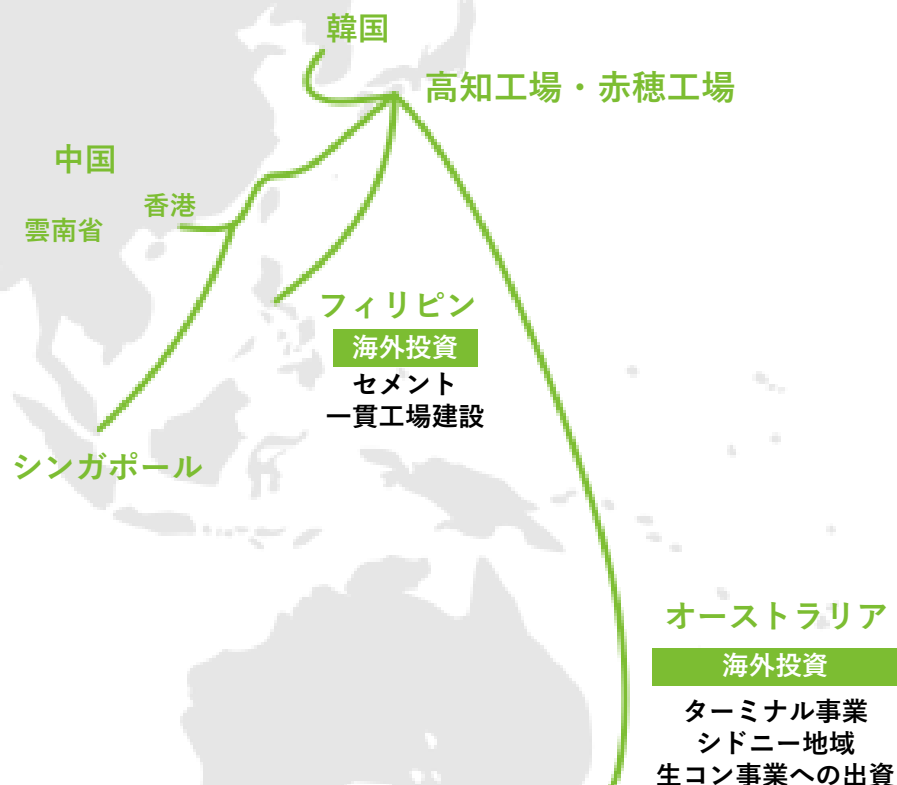 韓国
高知工場・赤穂工場
中国
香港
雲南省
フィリピン
海外投資
セメント
一貫工場建設
シンガポール
オーストラリア
海外投資
ターミナル事業
シドニー地域
生コン事業への出資